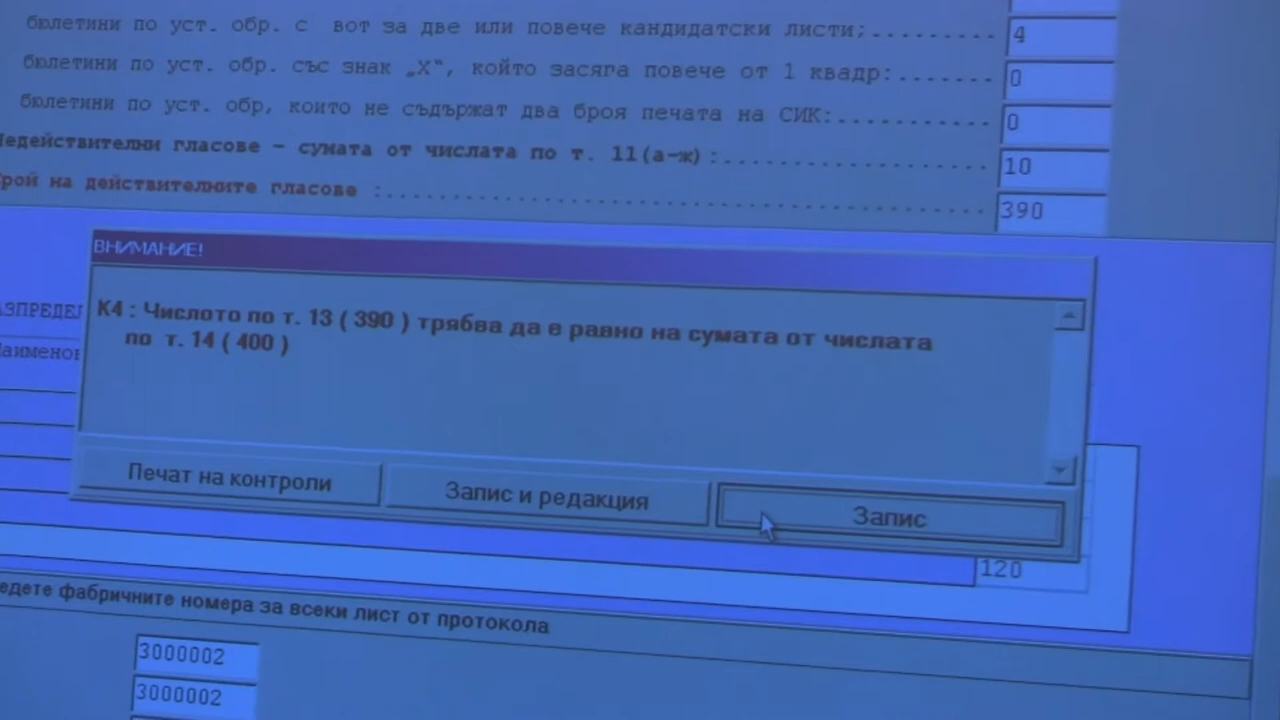 бюлетини по уст. обр. с вот за две или повече кандидатски листи;......... 4
бюлетини по уст. обр. със знак „X“, който засяга повече от 1 квадр:....... 0
бюлетини по уст. обр, които не съдържат два броя печата на СИК:........... 0
Недействителни гласове - сумата от числата по т. 11(а-ж):................. 10
рой на действителните гласове :........................................... 390
ВНИМАНИЕ!
К4 : Числото по т. 13 ( 390 ) трябва да е равно на сумата от числата
по т. 14 ( 400 )
АЗПРЕДЕЛ
Наименов
Печат на контроли Запис и редакция Запис
120
едете фабричните номера за всеки лист от протокола
3000002
3000002